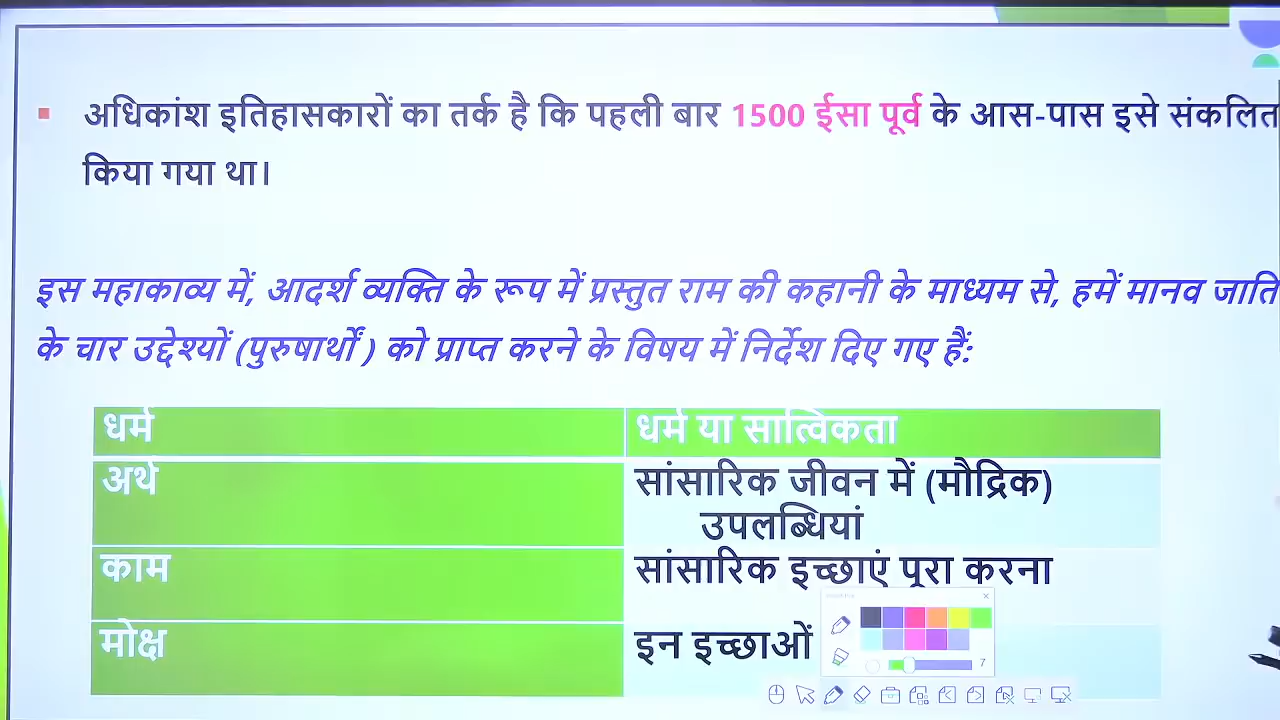 अधिकांश इतिहासकारों का तर्क है कि पहली बार 1500 ईसा पूर्व के आस-पास इसे संकलित
किया गया था।
इस महाकाव्य में, आदर्श व्यक्ति के रूप में प्रस्तुत राम की कहानी के माध्यम से, हमें मानव जाति
के चार उद्देश्यों (पुरुषार्थों ) को प्राप्त करने के विषय में निर्देश दिए गए हैं:
धर्म धर्म या सात्विकता
अर्थ सांसारिक जीवन में (मौद्रिक)
उपलब्धियां
काम सांसारिक इच्छाएं पूरा करना
मोक्ष इन इच्छाओं
7